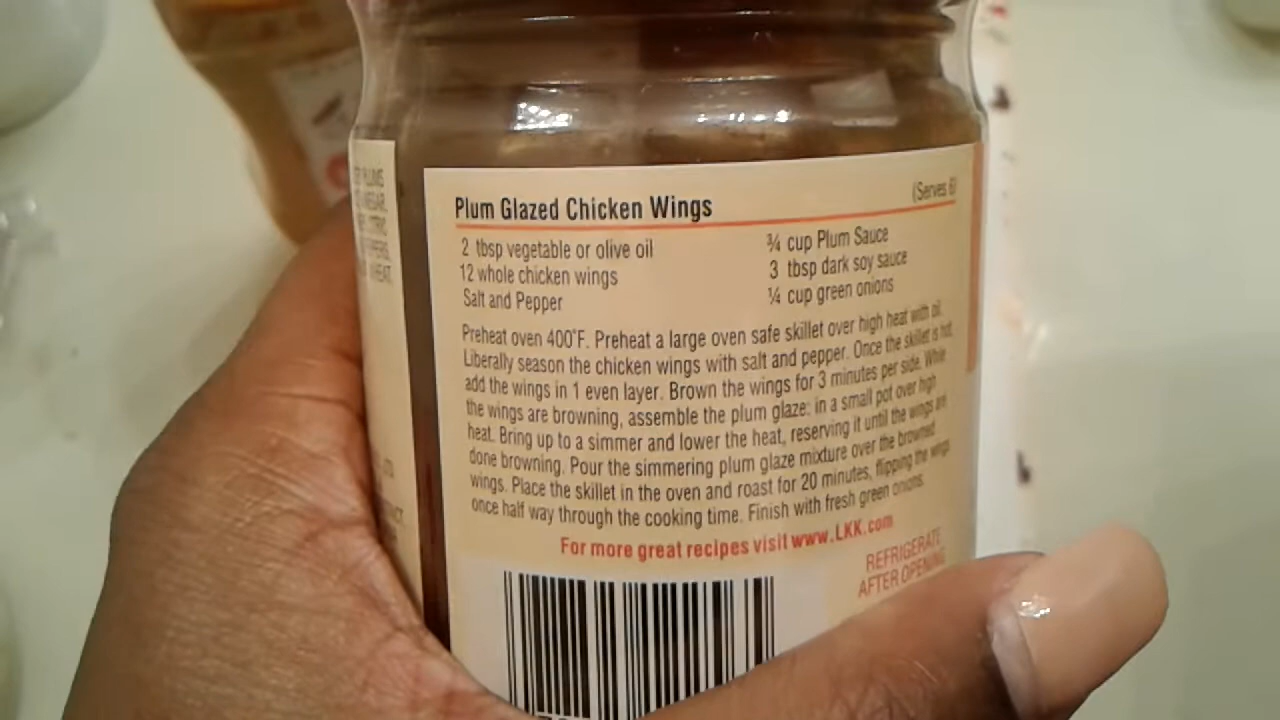 PLUMS
Plum Glazed Chicken Wings (Serves 6)
2 tbsp vegetable or olive oil
12 whole chicken wings
Salt and Pepper
¾ cup Plum Sauce
3 tbsp dark soy sauce
¼ cup green onions
Preheat oven 400°F. Preheat a large oven safe skillet over high heat with oil.
Liberally season the chicken wings with salt and pepper. Once the skillet is hot,
add the wings in 1 even layer. Brown the wings for 3 minutes per side. While
the wings are browning, assemble the plum glaze: in a small pot over high
heat. Bring up to a simmer and lower the heat, reserving it until the wings are
done browning. Pour the simmering plum glaze mixture over the browned
wings. Place the skillet in the oven and roast for 20 minutes, flipping the wings
once half way through the cooking time. Finish with fresh green onions.
For more great recipes visit www.LKK.com
REFRIGERATE
AFTER OPENING